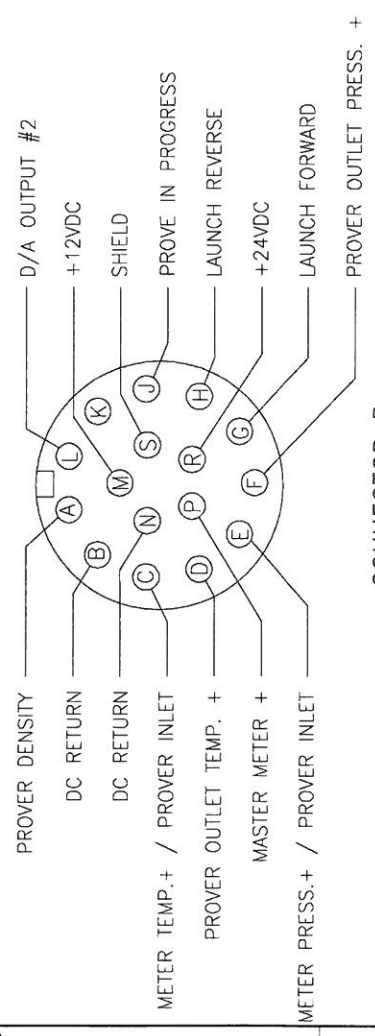 PROVER DENSITY
DC RETURN
DC RETURN
METER TEMP.+ / PROVER INLET
PROVER OUTLET TEMP. +
MASTER METER +
METER PRESS.+ / PROVER INLET
A
B
C
D
E
F
G
H
J
K
L
M
N
P
R
S
D/A OUTPUT #2
+12VDC
SHIELD
PROVE IN PROGRESS
LAUNCH REVERSE
+24VDC
LAUNCH FORWARD
PROVER OUTLET PRESS. +
CONNECTOR